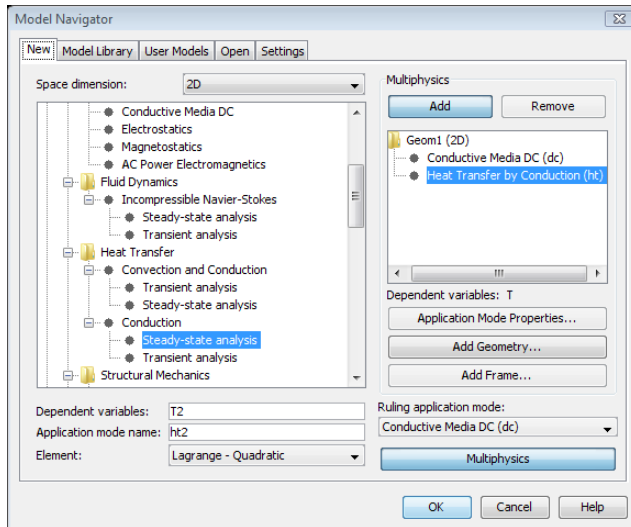 Model Navigator
New Model Library User Models Open Settings
Space dimension: 2D
Conductive Media DC
Electrostatics
Magnetostatics
AC Power Electromagnetics
Fluid Dynamics
Incompressible Navier-Stokes
Steady-state analysis
Transient analysis
Heat Transfer
Convection and Conduction
Transient analysis
Steady-state analysis
Conduction
Steady-state analysis
Transient analysis
Structural Mechanics
Dependent variables: T2
Application mode name: ht2
Element: Lagrange - Quadratic
Multiphysics
Add Remove
Geom1 (2D)
Conductive Media DC (dc)
Heat Transfer by Conduction (ht)
Dependent variables: T
Application Mode Properties...
Add Geometry...
Add Frame...
Ruling application mode:
Conductive Media DC (dc)
Multiphysics
OK Cancel Help